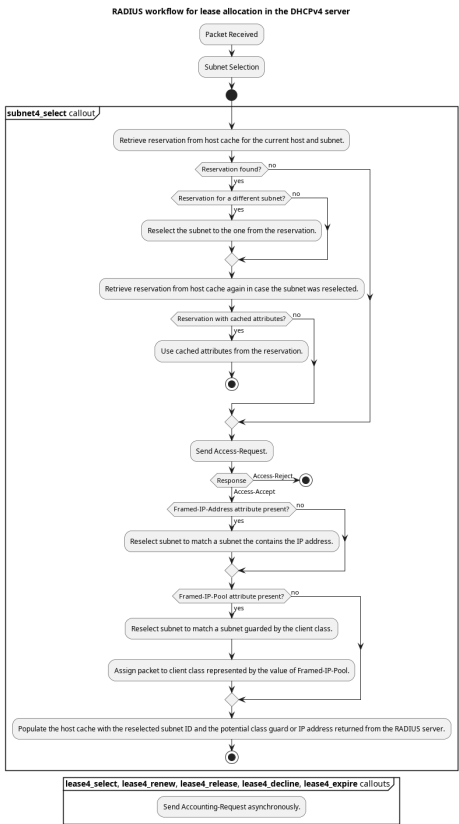 RADIUS workflow for lease allocation in the DHCPv4 server
Packet Received
Subnet Selection
subnet4_select callout
Retrieve reservation from host cache for the current host and subnet.
Reservation found?
no
yes
Reservation for a different subnet?
no
yes
Reselect the subnet to the one from the reservation.
Retrieve reservation from host cache again in case the subnet was reselected.
Reservation with cached attributes?
no
yes
Use cached attributes from the reservation.
Send Access-Request.
Response
Access-Reject
Access-Accept
Framed-IP-Address attribute present?
no
yes
Reselect subnet to match a subnet the contains the IP address.
Framed-IP-Pool attribute present?
no
yes
Reselect subnet to match a subnet guarded by the client class.
Assign packet to client class represented by the value of Framed-IP-Pool.
Populate the host cache with the reselected subnet ID and the potential class guard or IP address returned from the RADIUS server.
lease4_select, lease4_renew, lease4_release, lease4_decline, lease4_expire callouts
Send Accounting-Request asynchronously.